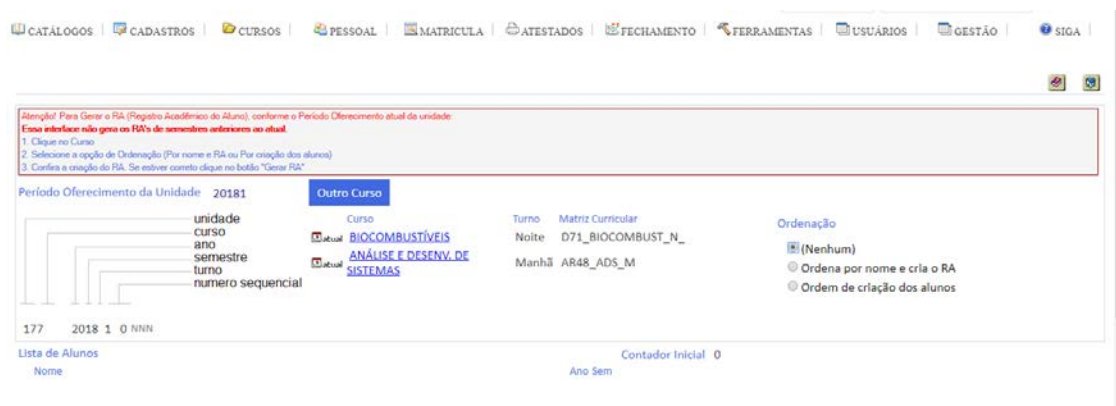 CATÁLOGOS | CADASTROS | CURSOS | PESSOAL | MATRICULA | ATESTADOS | FECHAMENTO | FERRAMENTAS | USUÁRIOS | GESTÃO | SIGA |
Atenção! Para Gerar o RA (Registro Acadêmico do Aluno), conforme o Período Oferecimento atual da unidade:
Essa interface não gera os RA's de semestres anteriores ao atual.
1. Clique no Curso
2. Selecione a opção de Ordenação (Por nome e RA ou Por criação dos alunos)
3. Confira a criação do RA. Se estiver correto clique no botão "Gerar RA"
Período Oferecimento da Unidade 20181 Outro Curso
unidade
curso
ano
semestre
turno
numero sequencial
177 2018 1 0 NNN
Curso Turno Matriz Curricular
atual BIOCOMBUSTÍVEIS Noite D71_BIOCOMBUST_N_
atual ANÁLISE E DESENV. DE
SISTEMAS Manhã AR48_ADS_M
Ordenação
(Nenhum)
Ordena por nome e cria o RA
Ordem de criação dos alunos
Lista de Alunos Contador Inicial 0
Nome Ano Sem